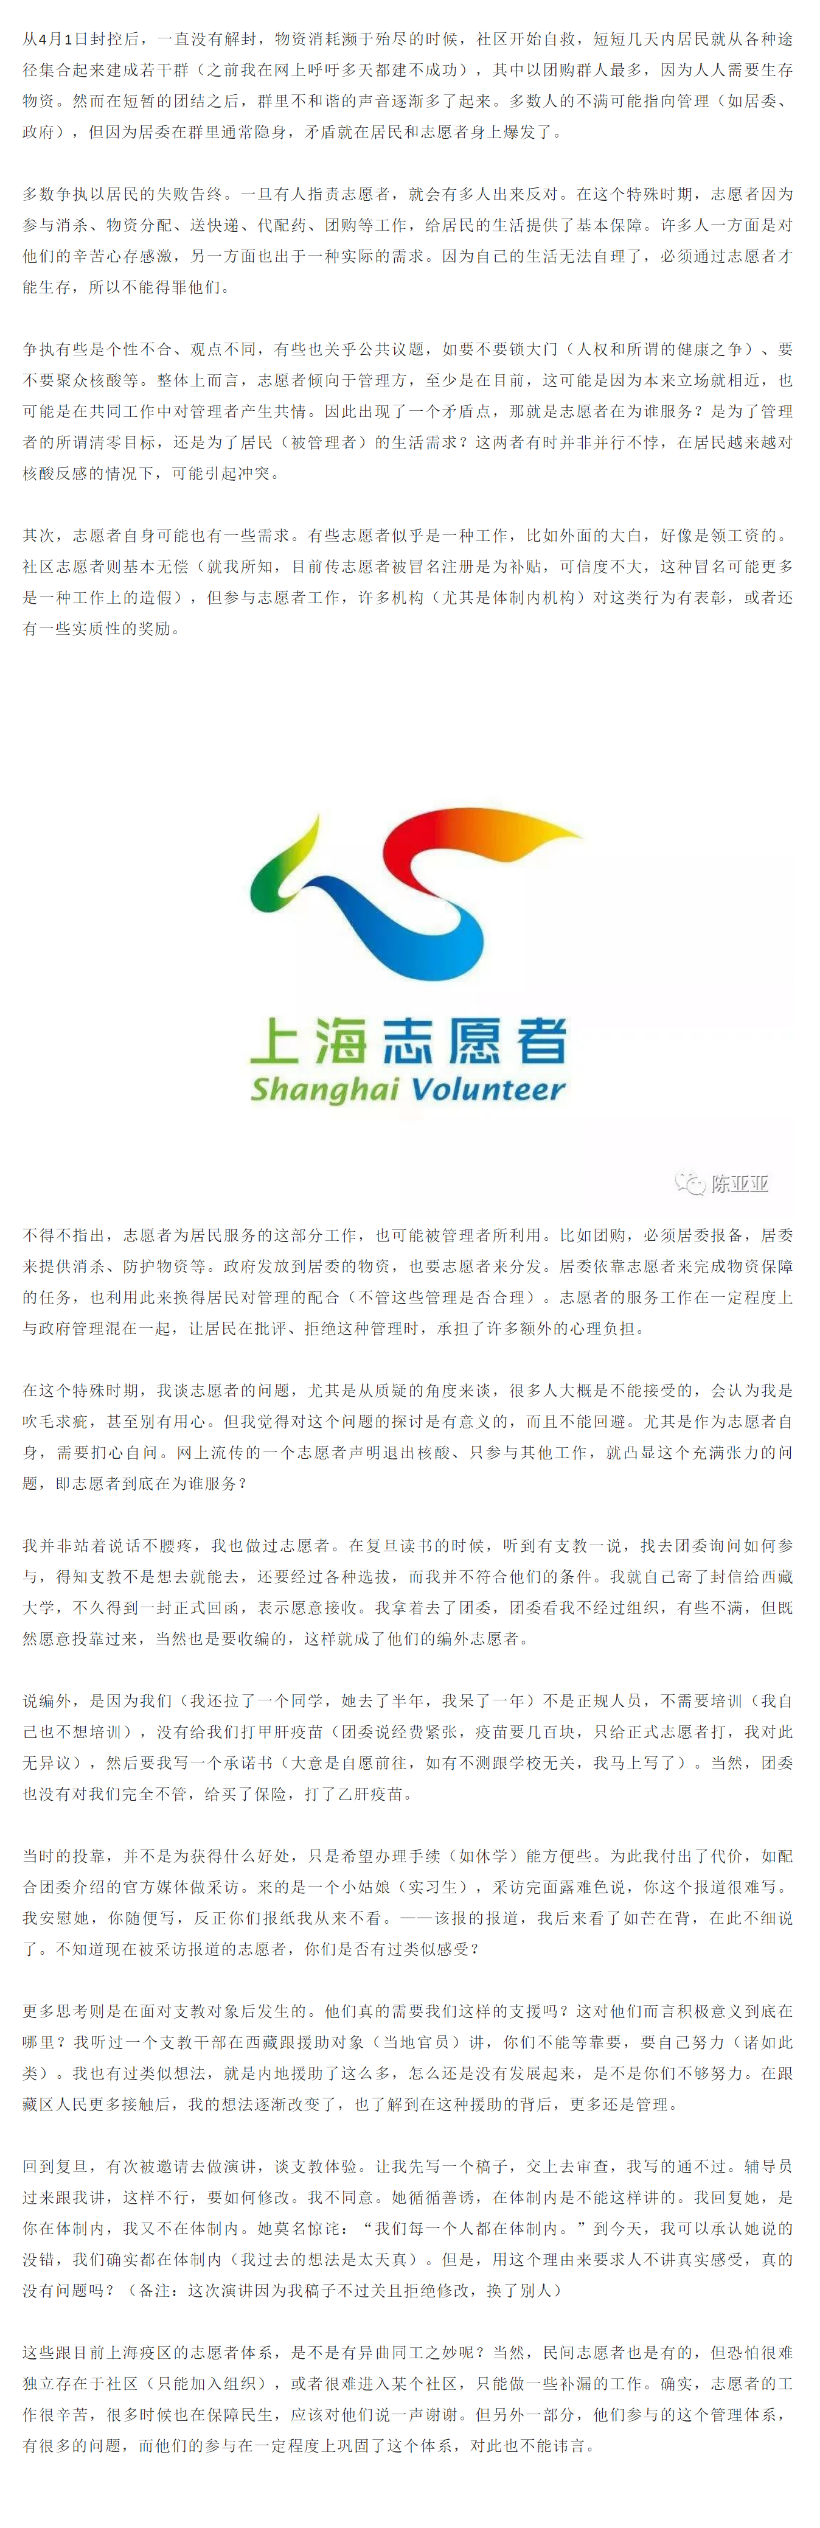 从4月1日封控后，一直没有解封，物资消耗濒于殆尽的时候，社区开始自救，短短几天内居民就从各种途
径集合起来建成若干群（之前我在网上呼吁多天都建不成功），其中以团购群人最多，因为人人需要生存
物资。然而在短暂的团结之后，群里不和谐的声音逐渐多了起来。多数人的不满可能指向管理（如居委、
政府），但因为居委在群里通常隐身，矛盾就在居民和志愿者身上爆发了。
多数争执以居民的失败告终。一旦有人指责志愿者，就会有多人出来反对。在这个特殊时期，志愿者因为
参与消杀、物资分配、送快递、代配药、团购等工作，给居民的生活提供了基本保障。许多人一方面是对
他们的辛苦心存感激，另一方面也出于一种实际的需求。因为自己的生活无法自理了，必须通过志愿者才
能生存，所以不能得罪他们。
争执有些是个性不合、观点不同，有些也关乎公共议题，如要不要锁大门（人权和所谓的健康之争）、要
不要聚众核酸等。整体上而言，志愿者倾向于管理方，至少是在目前，这可能是因为本来立场就相近，也
可能是在共同工作中对管理者产生共情。因此出现了一个矛盾点，那就是志愿者在为谁服务？是为了管理
者的所谓清零目标，还是为了居民（被管理者）的生活需求？这两者有时并非并行不悖，在居民越来越对
核酸反感的情况下，可能引起冲突。
其次，志愿者自身可能也有一些需求。有些志愿者似乎是一种工作，比如外面的大白，好像是领工资的。
社区志愿者则基本无偿（就我所知，目前传志愿者被冒名注册是为补贴，可信度不大，这种冒名可能更多
是一种工作上的造假），但参与志愿者工作，许多机构（尤其是体制内机构）对这类行为有表彰，或者还
有一些实质性的奖励。
上海志愿者
Shanghai Volunteer
陈亚亚
不得不指出，志愿者为居民服务的这部分工作，也可能被管理者所利用。比如团购，必须居委报备，居委
来提供消杀、防护物资等。政府发放到居委的物资，也要志愿者来分发。居委依靠志愿者来完成物资保障
的任务，也利用此来换得居民对管理的配合（不管这些管理是否合理）。志愿者的服务工作在一定程度上
与政府管理混在一起，让居民在批评、拒绝这种管理时，承担了许多额外的心理负担。
在这个特殊时期，我谈志愿者的问题，尤其是从质疑的角度来谈，很多人大概是不能接受的，会认为我是
吹毛求疵，甚至别有用心。但我觉得对这个问题的探讨是有意义的，而且不能回避。尤其是作为志愿者自
身，需要扪心自问。网上流传的一个志愿者声明退出核酸、只参与其他工作，就凸显这个充满张力的问
题，即志愿者到底在为谁服务？
我并非站着说话不腰疼，我也做过志愿者。在复旦读书的时候，听到有支教一说，找去团委询问如何参
与，得知支教不是想去就能去，还要经过各种选拔，而我并不符合他们的条件。我就自己寄了封信给西藏
大学，不久得到一封正式回函，表示愿意接收。我拿着去了团委，团委看我不经过组织，有些不满，但既
然愿意投靠过来，当然也是要收编的，这样就成了他们的编外志愿者。
说编外，是因为我们（我还拉了一个同学，她去了半年，我呆了一年）不是正规人员，不需要培训（我自
己也不想培训），没有给我们打甲肝疫苗（团委说经费紧张，疫苗要几百块，只给正式志愿者打，我对此
无异议），然后要我写一个承诺书（大意是自愿前往，如有不测跟学校无关，我马上写了）。当然，团委
也没有对我们完全不管，给买了保险，打了乙肝疫苗。
当时的投靠，并不是为获得什么好处，只是希望办理手续（如休学）能方便些。为此我付出了代价，如配
合团委介绍的官方媒体做采访。来的是一个小姑娘（实习生），采访完面露难色说，你这个报道很难写。
我安慰她，你随便写，反正你们报纸我从来不看。——该报的报道，我后来看了如芒在背，在此不细说
了。不知道现在被采访报道的志愿者，你们是否有过类似感受？
更多思考则是在面对支教对象后发生的。他们真的需要我们这样的支援吗？这对他们而言积极意义到底在
哪里？我听过一个支教干部在西藏跟援助对象（当地官员）讲，你们不能等靠要，要自己努力（诸如此
类）。我也有过类似想法，就是内地援助了这么多，怎么还是没有发展起来，是不是你们不够努力。在跟
藏区人民更多接触后，我的想法逐渐改变了，也了解到在这种援助的背后，更多还是管理。
回到复旦，有次被邀请去做演讲，谈支教体验。让我先写一个稿子，交上去审查，我写的通不过。辅导员
过来跟我讲，这样不行，要如何修改。我不同意。她循循善诱，在体制内是不能这样讲的。我回复她，是
你在体制内，我又不在体制内。她莫名惊诧：“我们每一个人都在体制内。”到今天，我可以承认她说的
没错，我们确实都在体制内（我过去的想法是太天真）。但是，用这个理由来要求人不讲真实感受，真的
没有问题吗？（备注：这次演讲因为我稿子不过关且拒绝修改，换了别人）
这些跟目前上海疫区的志愿者体系，是不是有异曲同工之妙呢？当然，民间志愿者也是有的，但恐怕很难
独立存在于社区（只能加入组织），或者很难进入某个社区，只能做一些补漏的工作。确实，志愿者的工
作很辛苦，很多时候也在保障民生，应该对他们说一声谢谢。但另外一部分，他们参与的这个管理体系，
有很多的问题，而他们的参与在一定程度上巩固了这个体系，对此也不能讳言。